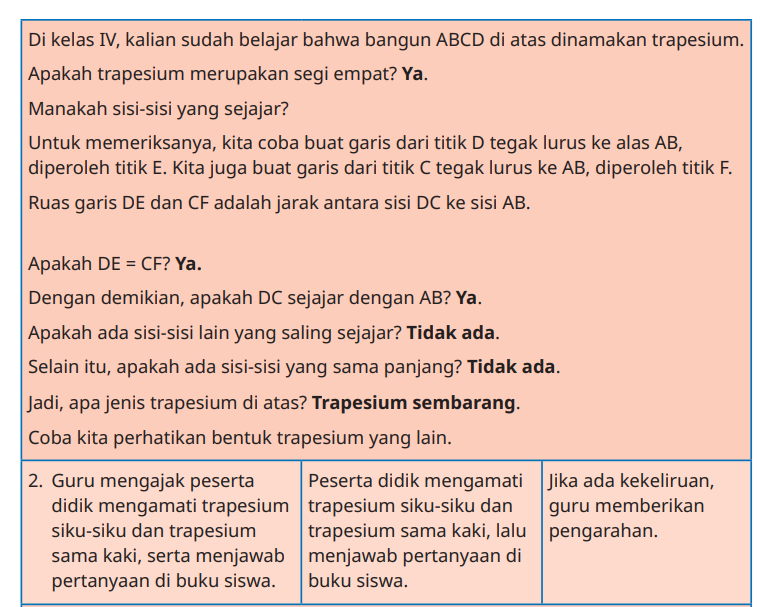 Di kelas IV, kalian sudah belajar bahwa bangun ABCD di atas dinamakan trapesium.
Apakah trapesium merupakan segi empat? Ya.
Manakah sisi-sisi yang sejajar?
Untuk memeriksanya, kita coba buat garis dari titik D tegak lurus ke alas AB,
diperoleh titik E. Kita juga buat garis dari titik C tegak lurus ke AB, diperoleh titik F.
Ruas garis DE dan CF adalah jarak antara sisi DC ke sisi AB.
Apakah DE = CF? Ya.
Dengan demikian, apakah DC sejajar dengan AB? Ya.
Apakah ada sisi-sisi lain yang saling sejajar? Tidak ada.
Selain itu, apakah ada sisi-sisi yang sama panjang? Tidak ada.
Jadi, apa jenis trapesium di atas? Trapesium sembarang.
Coba kita perhatikan bentuk trapesium yang lain.
2. Guru mengajak peserta
didik mengamati trapesium
siku-siku dan trapesium
sama kaki, serta menjawab
pertanyaan di buku siswa.
Peserta didik mengamati
trapesium siku-siku dan
trapesium sama kaki, lalu
menjawab pertanyaan di
buku siswa.
Jika ada kekeliruan,
guru memberikan
pengarahan.